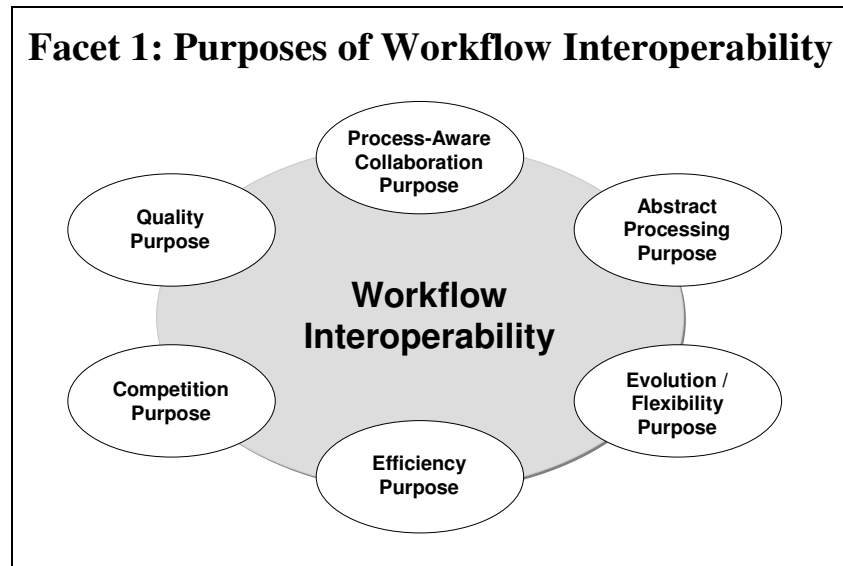 Facet 1: Purposes of Workflow Interoperability
Process-Aware
Collaboration
Purpose
Quality
Purpose
Abstract
Processing
Purpose
Workflow
Interoperability
Competition
Purpose
Evolution /
Flexibility
Purpose
Efficiency
Purpose